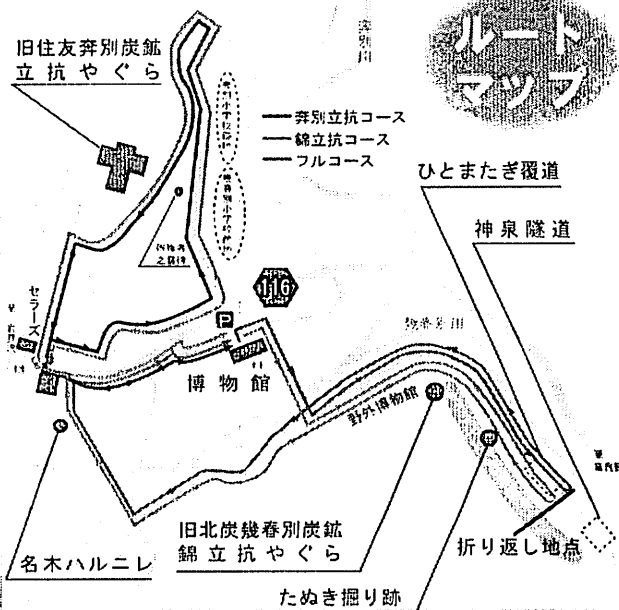 ルート
マップ
旧住友奔別炭鉱
立抗やぐら
奔別立抗コース
錦立抗コース
フルコース
ひとまたぎ覆道
神泉隧道
セラーズ
116
P
博物館
野外博物館
旧北炭幾春別炭鉱
錦立抗やぐら
折り返し地点
名木ハルニレ
たぬき掘り跡